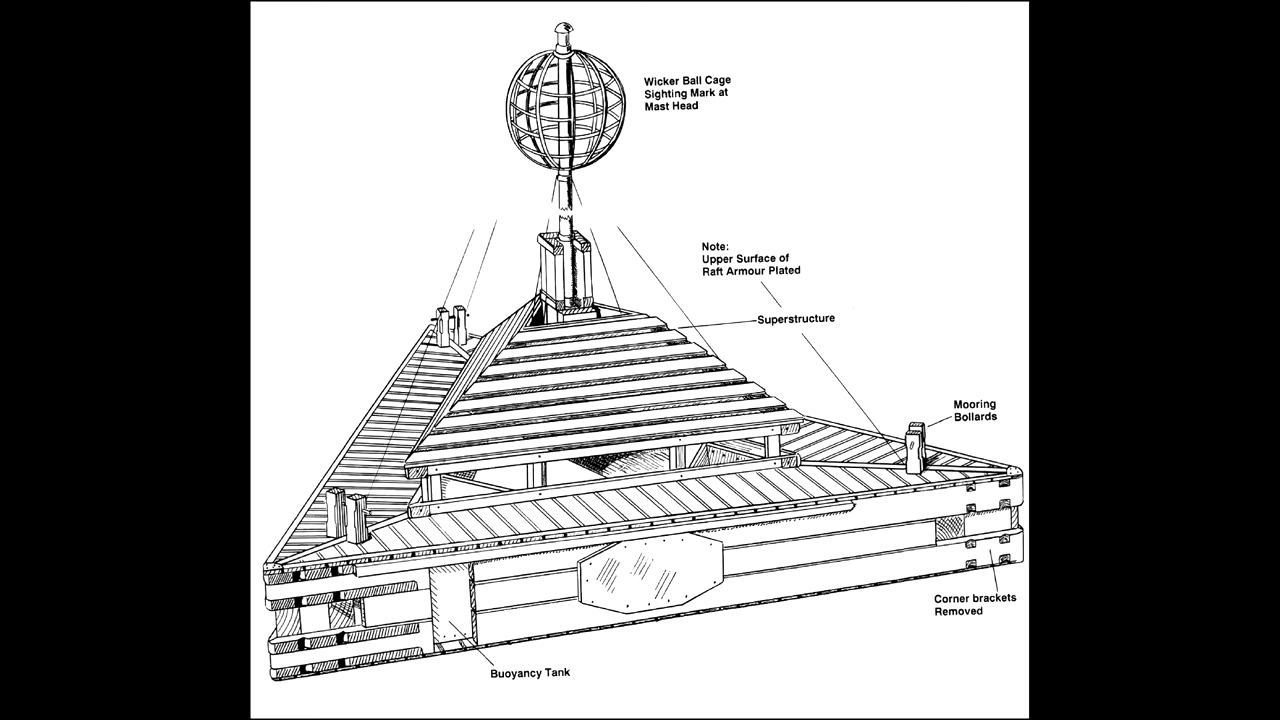 Wicker Ball Cage
Sighting Mark at
Mast Head
Note:
Upper Surface of
Raft Armour Plated
Superstructure
Mooring
Bollards
Corner brackets
Removed
Buoyancy Tank